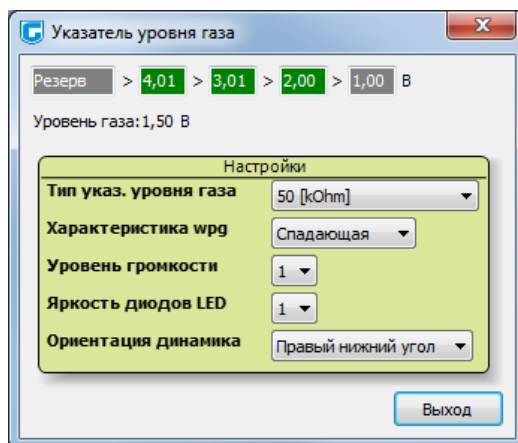 Указатель уровня газа
Резерв > 4,01 > 3,01 > 2,00 > 1,00 В
Уровень газа:1,50 В
Настройки
Тип указ. уровня газа 50 [kOhm]
Характеристика wpg Спадающая
Уровень громкости 1
Яркость диодов LED 1
Ориентация динамика Правый нижний угол
Выход